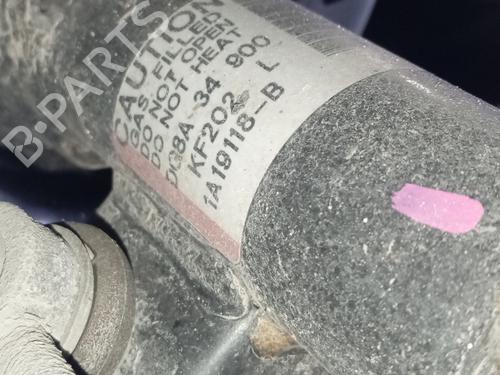 CAUTION
GAS FILLED
DO NOT OPEN
DO NOT HEAT
DG8A 34 900
KF202
1A19118-B L
B-PARTS